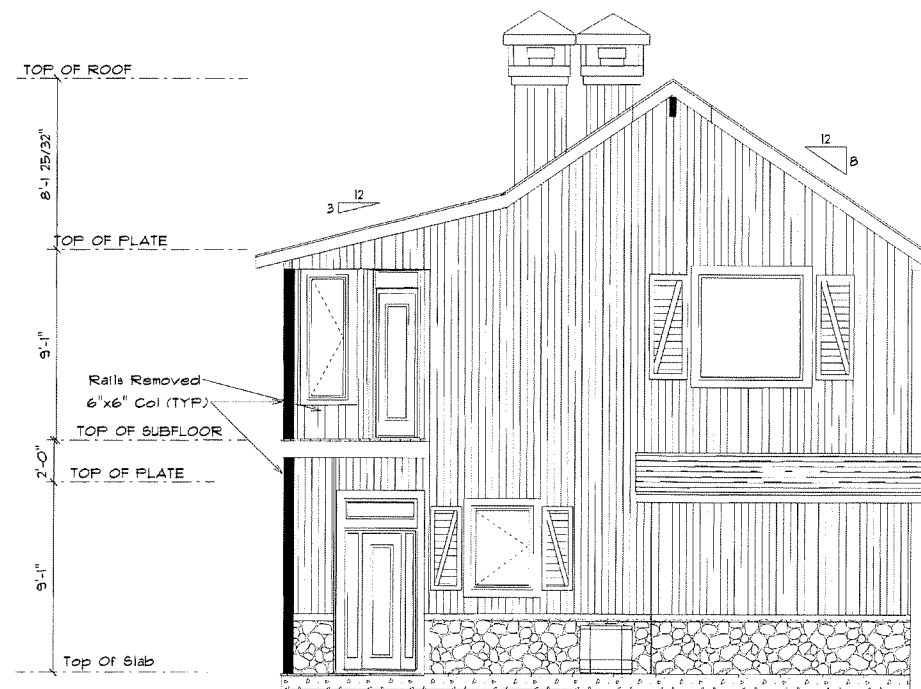 TOP OF ROOF
8'-1 25/32"
12
8
12
3
TOP OF PLATE
9'-1"
Rails Removed
6"x6" Col (TYP.)
TOP OF SUBFLOOR
2'-0"
TOP OF PLATE
9'-1"
Top Of Slab